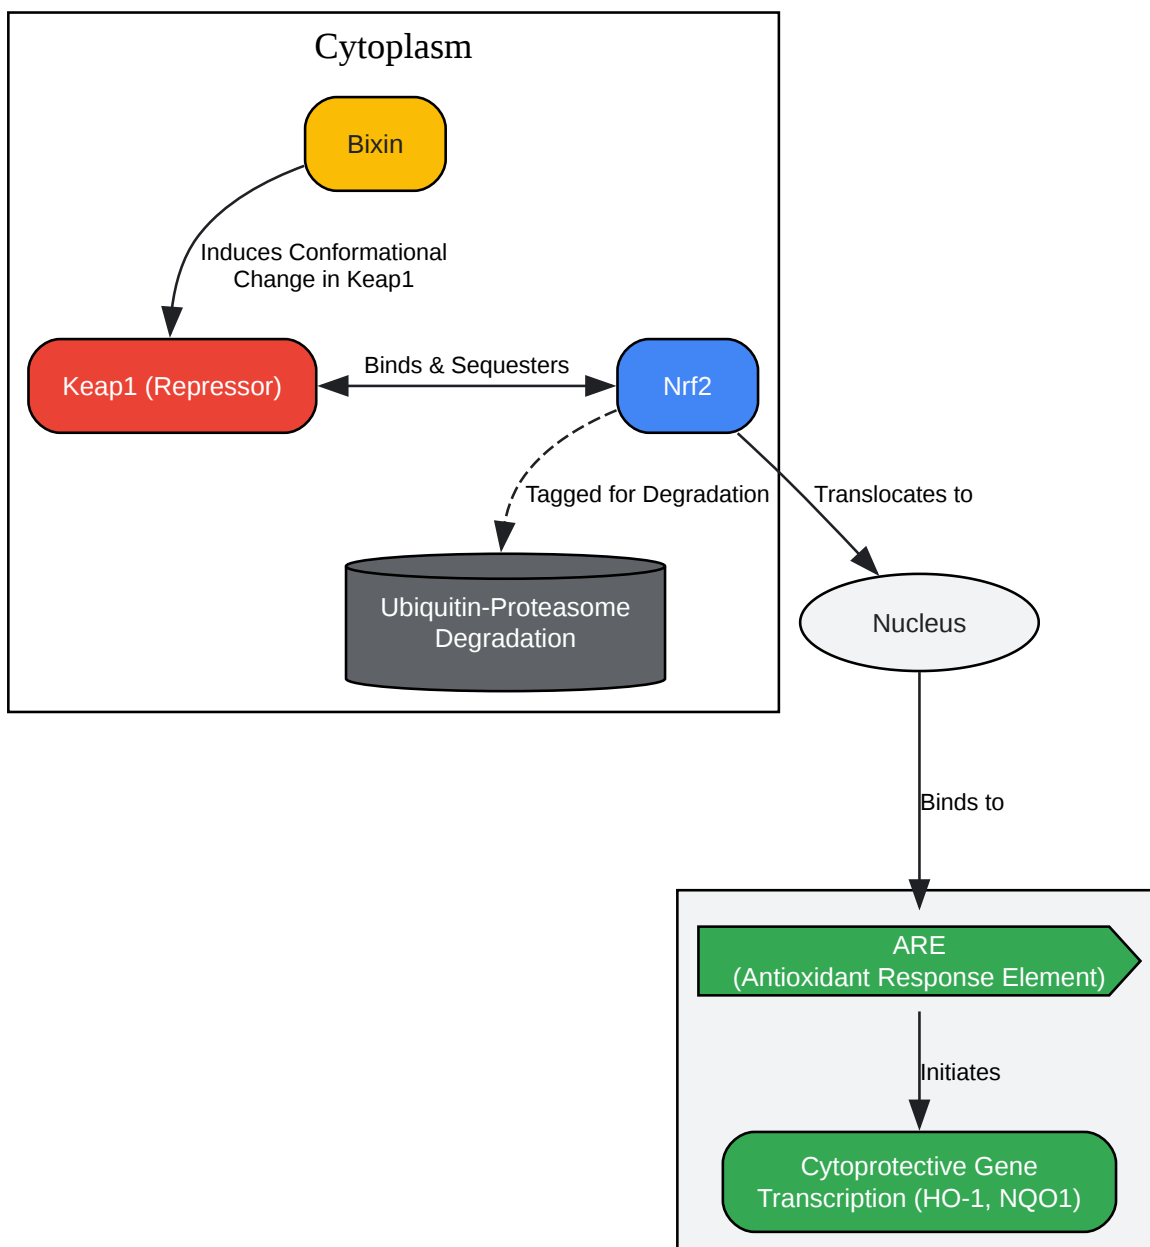 Cytoplasm
Bixin
Induces Conformational
Change in Keap1
Keap1 (Repressor)
Binds & Sequesters
Nrf2
Tagged for Degradation
Translocates to
Ubiquitin-Proteasome
Degradation
Nucleus
Binds to
ARE
(Antioxidant Response Element)
Initiates
Cytoprotective Gene
Transcription (HO-1, NQO1)